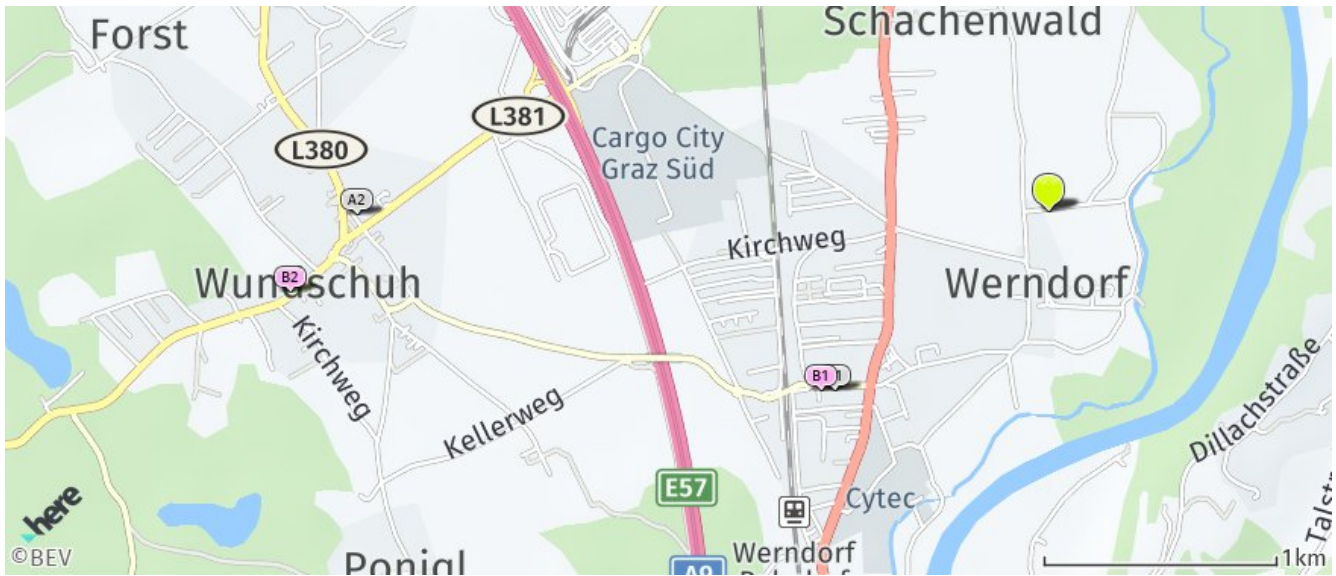 Forst
Schachenwald
L381
L380
Cargo City
Graz Süd
A2
Kirchweg
B2
Wundschuh
Werndorf
Kirchweg
B1
Kellerweg
Dillachstraße
E57
Cytec
here
©BEV
Ponigl
A9
Werndorf
1km